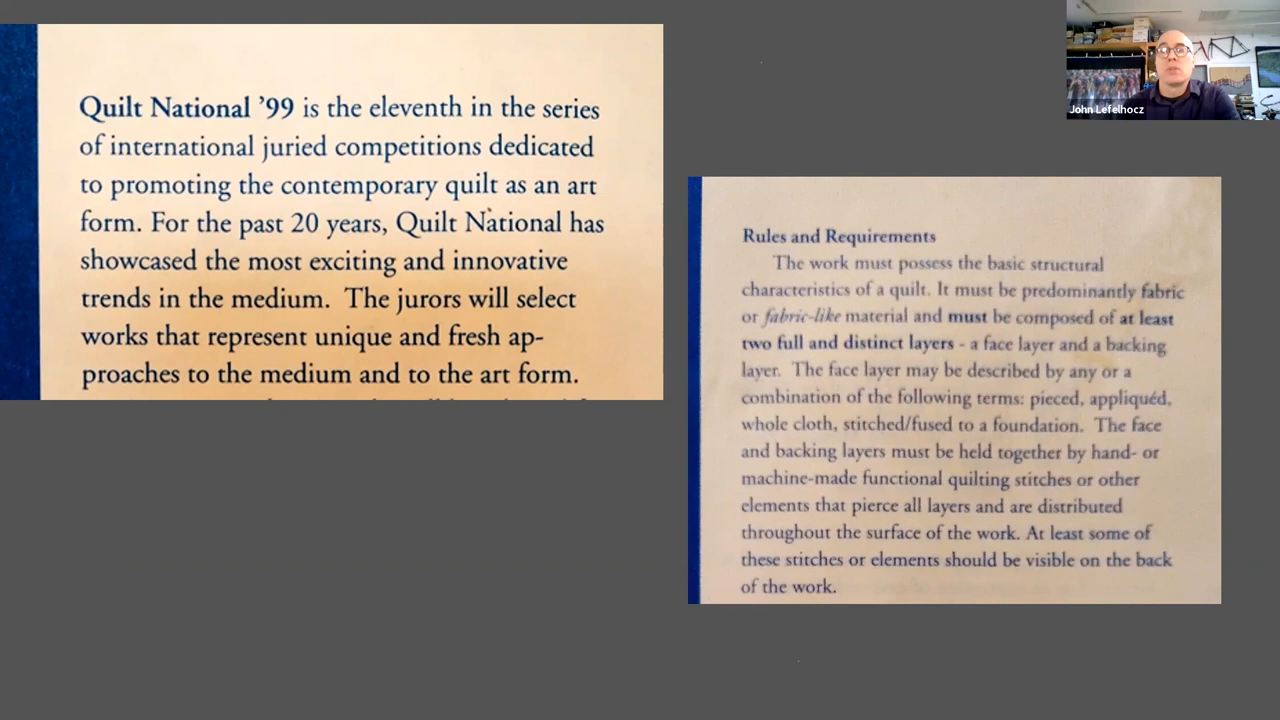 Quilt National ’99 is the eleventh in the series
of international juried competitions dedicated
to promoting the contemporary quilt as an art
form. For the past 20 years, Quilt National has
showcased the most exciting and innovative
trends in the medium. The jurors will select
works that represent unique and fresh ap-
proaches to the medium and to the art form.
John Lefelhocz
Rules and Requirements
The work must possess the basic structural
characteristics of a quilt. It must be predominantly fabric
or fabric-like material and must be composed of at least
two full and distinct layers - a face layer and a backing
layer. The face layer may be described by any or a
combination of the following terms: pieced, appliquéd,
whole cloth, stitched/fused to a foundation. The face
and backing layers must be held together by hand- or
machine-made functional quilting stitches or other
elements that pierce all layers and are distributed
throughout the surface of the work. At least some of
these stitches or elements should be visible on the back
of the work.